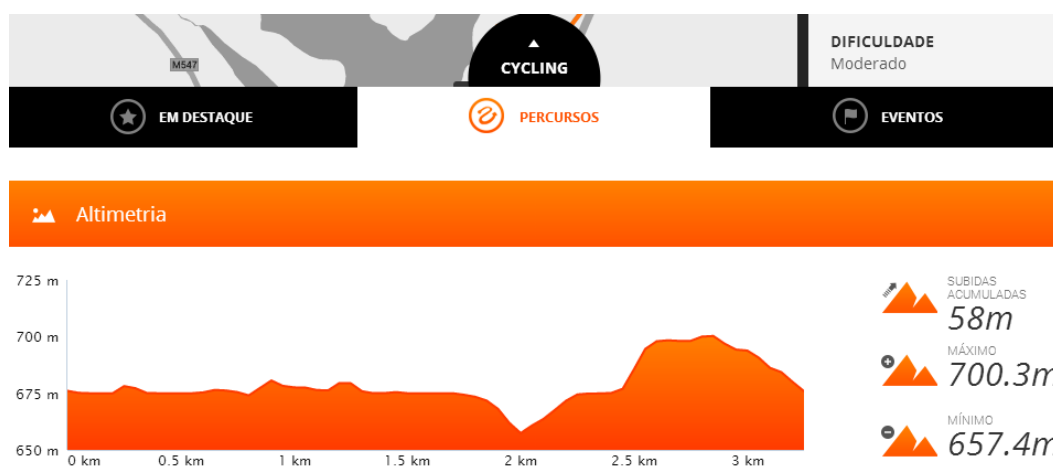 M547
CYCLING
DIFICULDADE
Moderado
EM DESTAQUE
PERCURSOS
EVENTOS
Altimetria
725 m
700 m
675 m
650 m
0 km 0.5 km 1 km 1.5 km 2 km 2.5 km 3 km
SUBIDAS
ACUMULADAS
58m
MÁXIMO
700.3m
MÍNIMO
657.4m